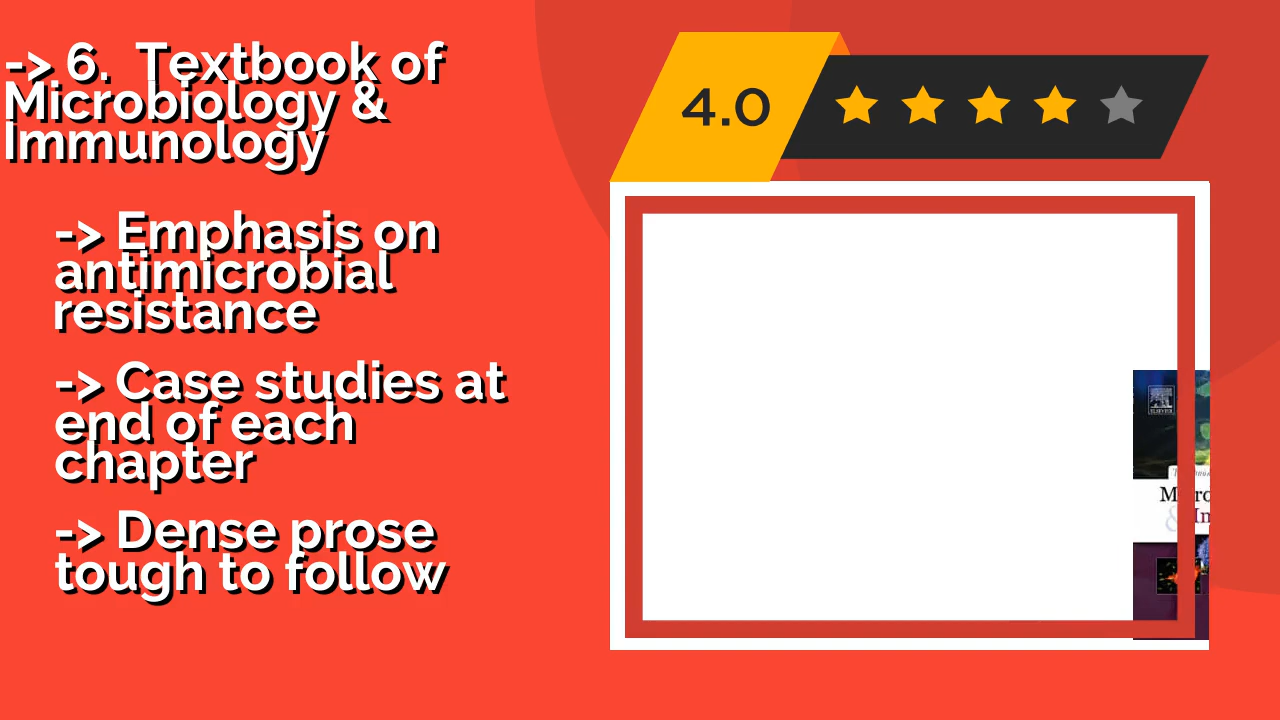 -> 6. Textbook of
Microbiology &
Immunology
-> Emphasis on
antimicrobial
resistance
-> Case studies at
end of each
chapter
-> Dense prose
tough to follow
4.0
ELSEVIER